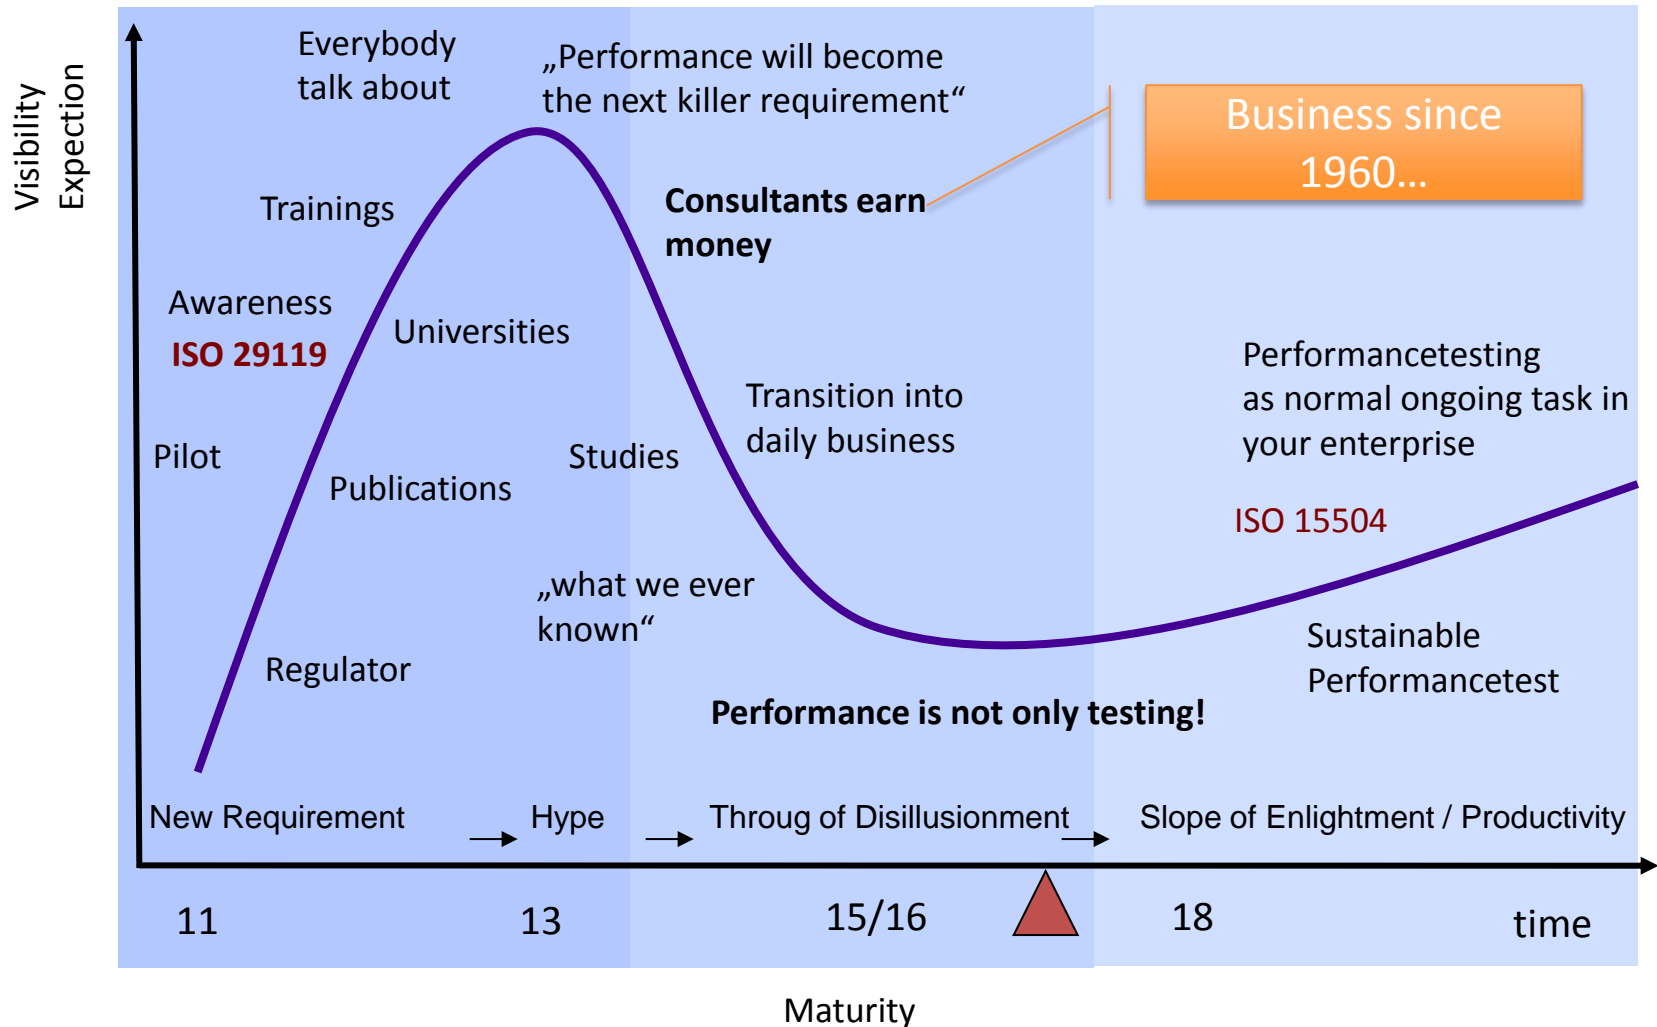 Visibility
Expection
Everybody
talk about
„Performance will become
the next killer requirement“
Business since
1960…
Consultants earn
money
Trainings
Awareness
ISO 29119
Universities
Performancetesting
as normal ongoing task in
your enterprise
Transition into
daily business
Pilot
Studies
Publications
ISO 15504
„what we ever
known“
Sustainable
Performancetest
Regulator
Performance is not only testing!
New Requirement
Hype
Throug of Disillusionment
Slope of Enlightment / Productivity
11
13
15/16
18
time
Maturity